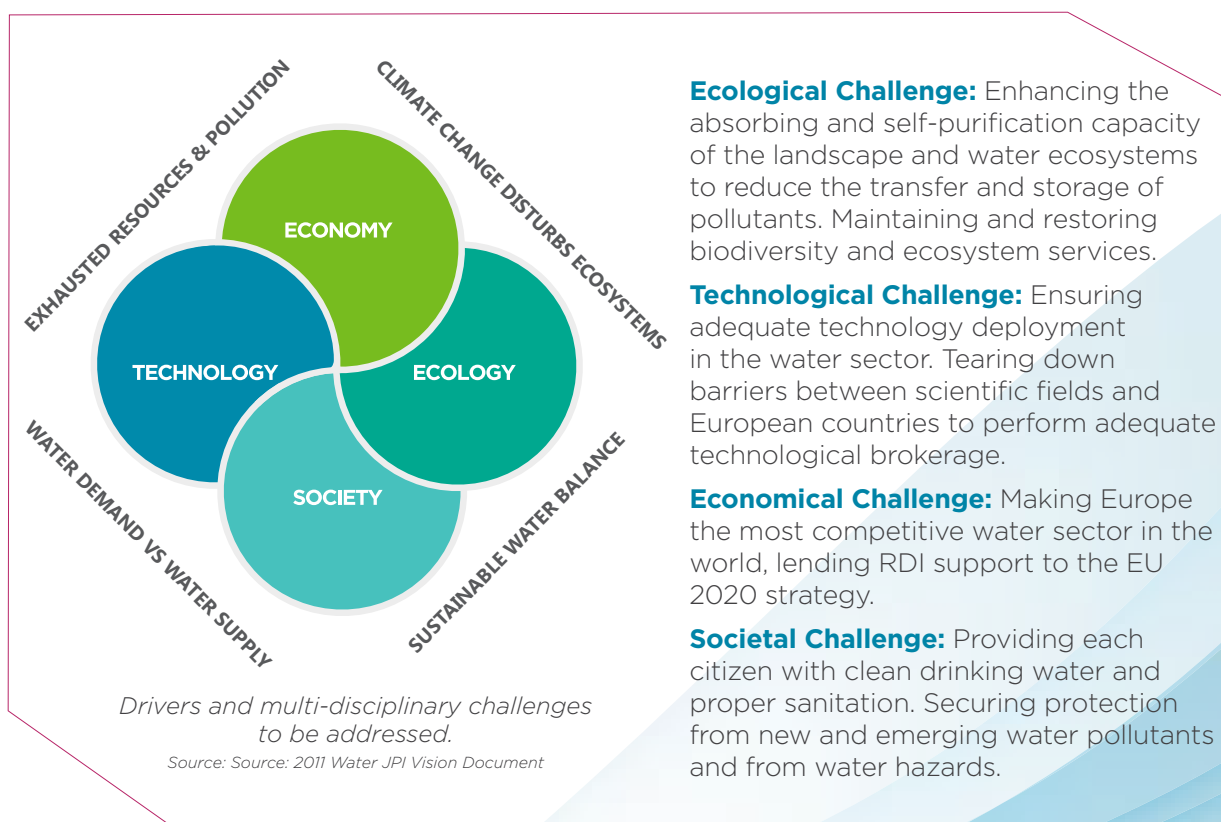 EXHAUSTED RESOURCES & POLLUTION
CLIMATE CHANGE DISTURBS ECOSYSTEMS
ECONOMY
TECHNOLOGY
ECOLOGY
SOCIETY
WATER DEMAND VS WATER SUPPLY
SUSTAINABLE WATER BALANCE
Drivers and multi-disciplinary challenges
to be addressed.
Source: Source: 2011 Water JPI Vision Document
Ecological Challenge: Enhancing the
absorbing and self-purification capacity
of the landscape and water ecosystems
to reduce the transfer and storage of
pollutants. Maintaining and restoring
biodiversity and ecosystem services.
Technological Challenge: Ensuring
adequate technology deployment
in the water sector. Tearing down
barriers between scientific fields and
European countries to perform adequate
technological brokerage.
Economical Challenge: Making Europe
the most competitive water sector in the
world, lending RDI support to the EU
2020 strategy.
Societal Challenge: Providing each
citizen with clean drinking water and
proper sanitation. Securing protection
from new and emerging water pollutants
and from water hazards.